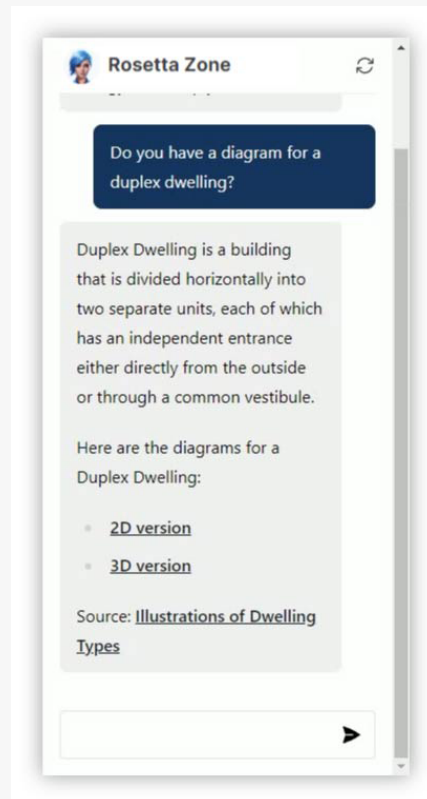 Rosetta Zone
Do you have a diagram for a
duplex dwelling?
Duplex Dwelling is a building
that is divided horizontally into
two separate units, each of which
has an independent entrance
either directly from the outside
or through a common vestibule.
Here are the diagrams for a
Duplex Dwelling:
2D version
3D version
Source: Illustrations of Dwelling
Types